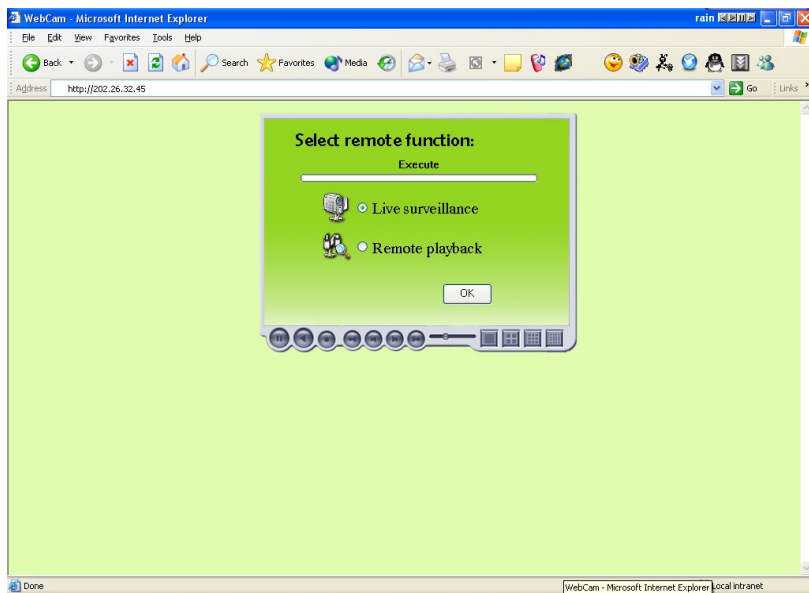 WebCam - Microsoft Internet Explorer
rain
File Edit View Favorites Tools Help
Back Search Favorites Media
Address http://202.26.32.45 Go Links
Select remote function:
Execute
Live surveillance
Remote playback
OK
Done WebCam - Microsoft Internet Explorer Local intranet